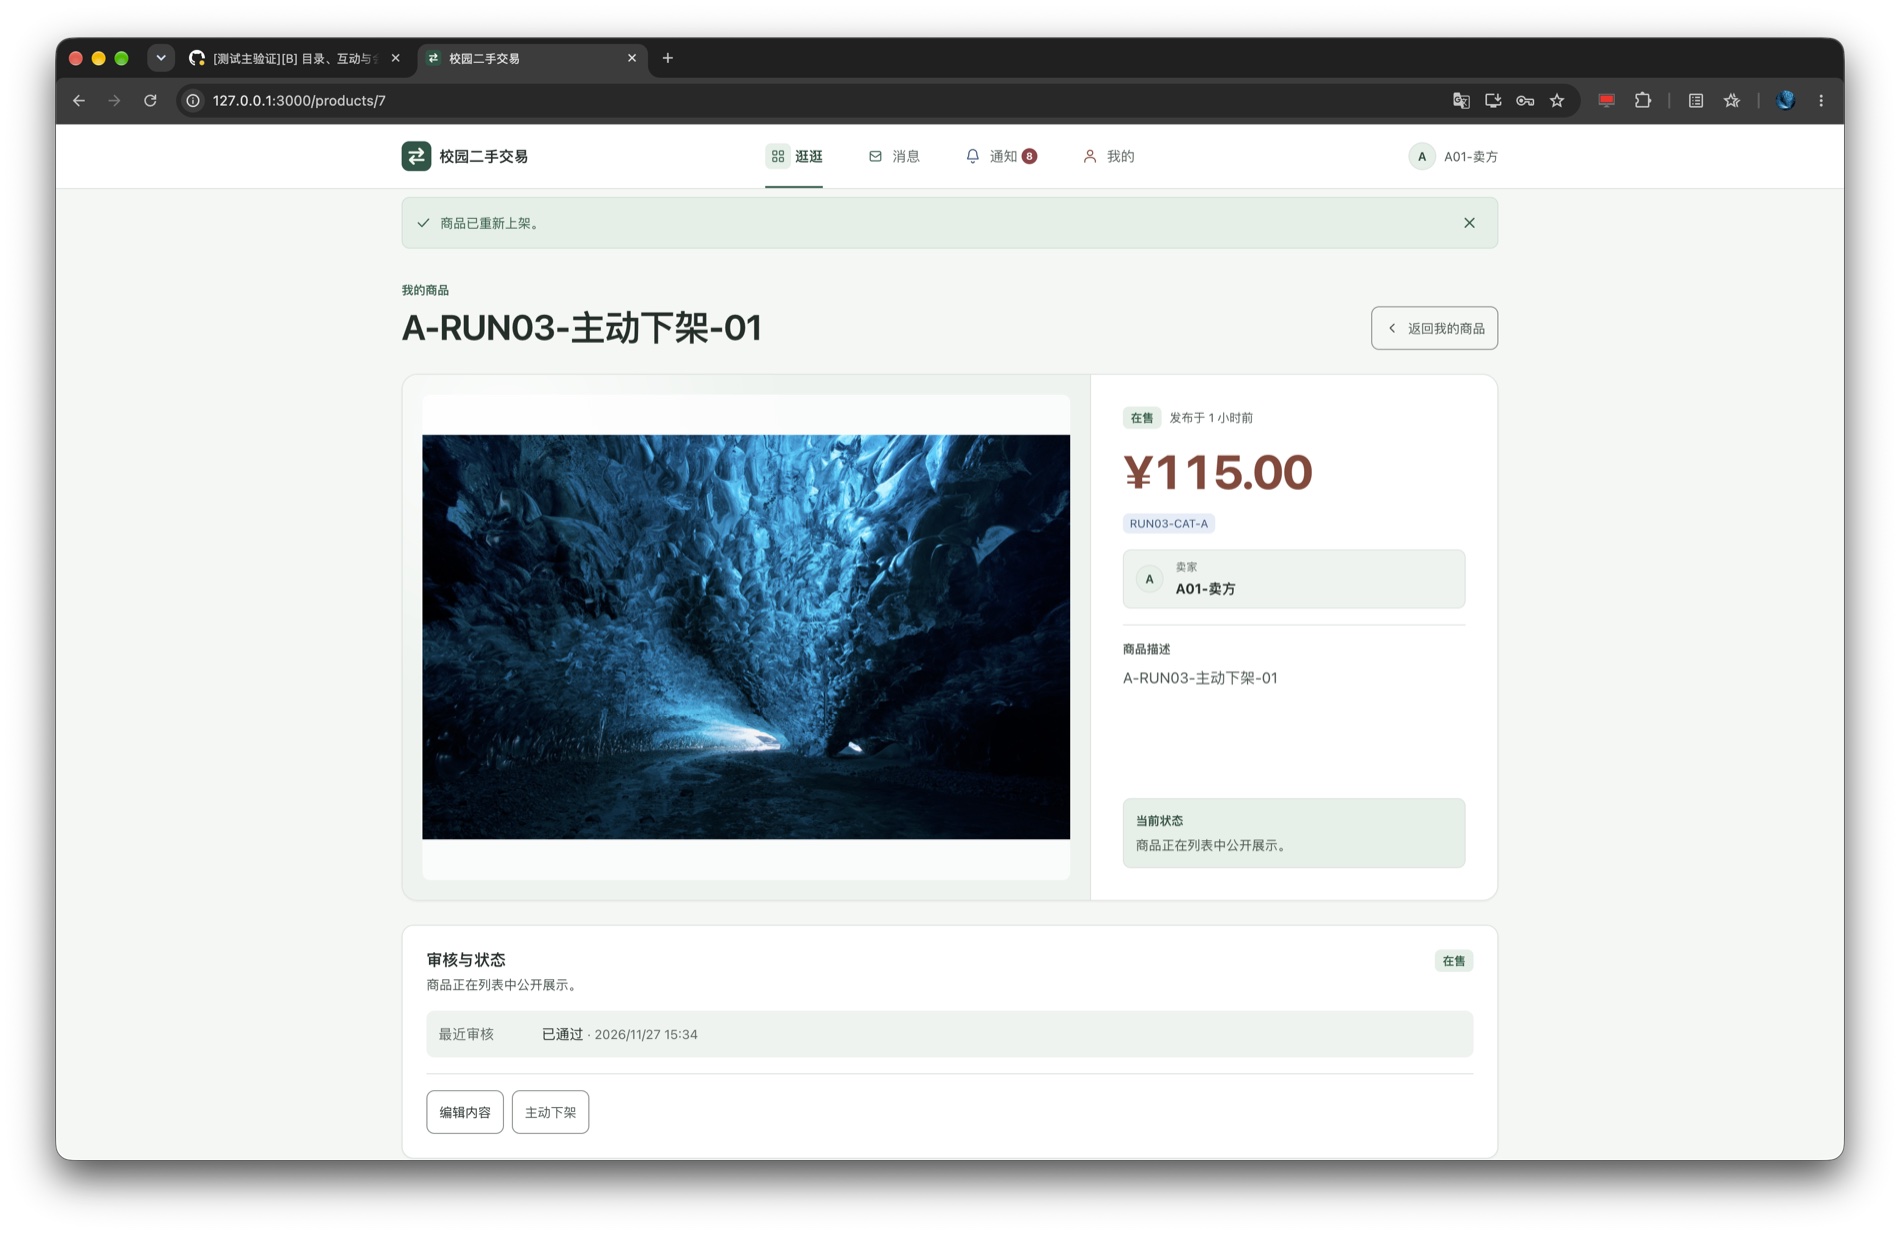 [测试主验证][B] 目录、互动与
校园二手交易
127.0.0.1:3000/products/7
校园二手交易
逛逛
消息
通知 8
我的
A A01-卖方
商品已重新上架。
我的商品
A-RUN03-主动下架-01
返回我的商品
在售 发布于 1 小时前
¥115.00
RUN03-CAT-A
A
卖家
A01-卖方
商品描述
A-RUN03-主动下架-01
当前状态
商品正在列表中公开展示。
审核与状态
在售
商品正在列表中公开展示。
最近审核 已通过 · 2026/11/27 15:34
编辑内容
主动下架